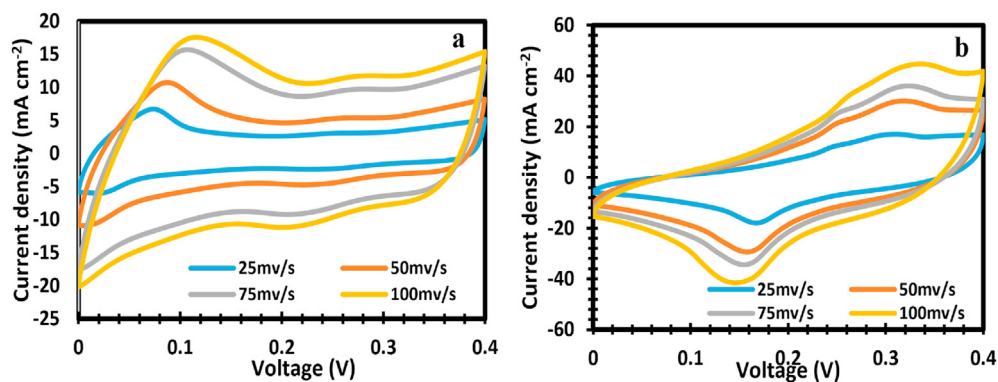 a
20
15
10
5
0
-5
-10
-15
-20
-25
Current density (mA cm-2)
25mv/s 50mv/s
75mv/s 100mv/s
0 0.1 0.2 0.3 0.4
Voltage (V)
b
60
40
20
0
-20
-40
-60
Current density (mA cm-2)
25mv/s 50mv/s
75mv/s 100mv/s
0 0.1 0.2 0.3 0.4
Voltage (V)